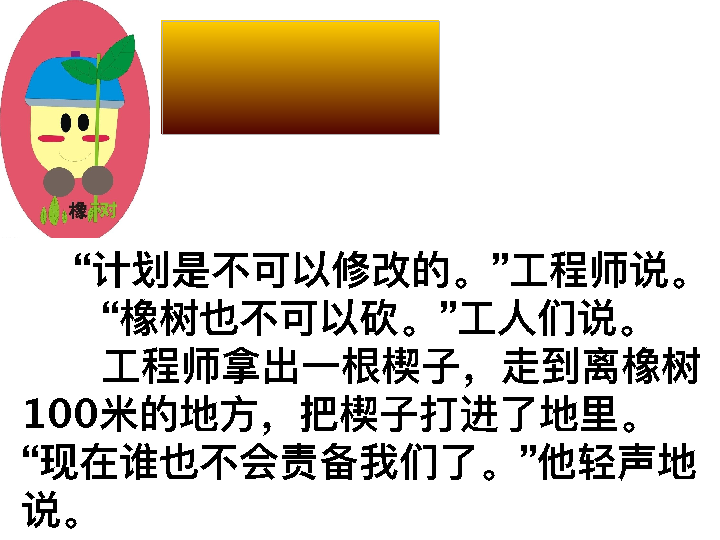 橡树
“计划是不可以修改的。”工程师说。
“橡树也不可以砍。”工人们说。
工程师拿出一根楔子，走到离橡树
100米的地方，把楔子打进了地里。
“现在谁也不会责备我们了。”他轻声地
说。